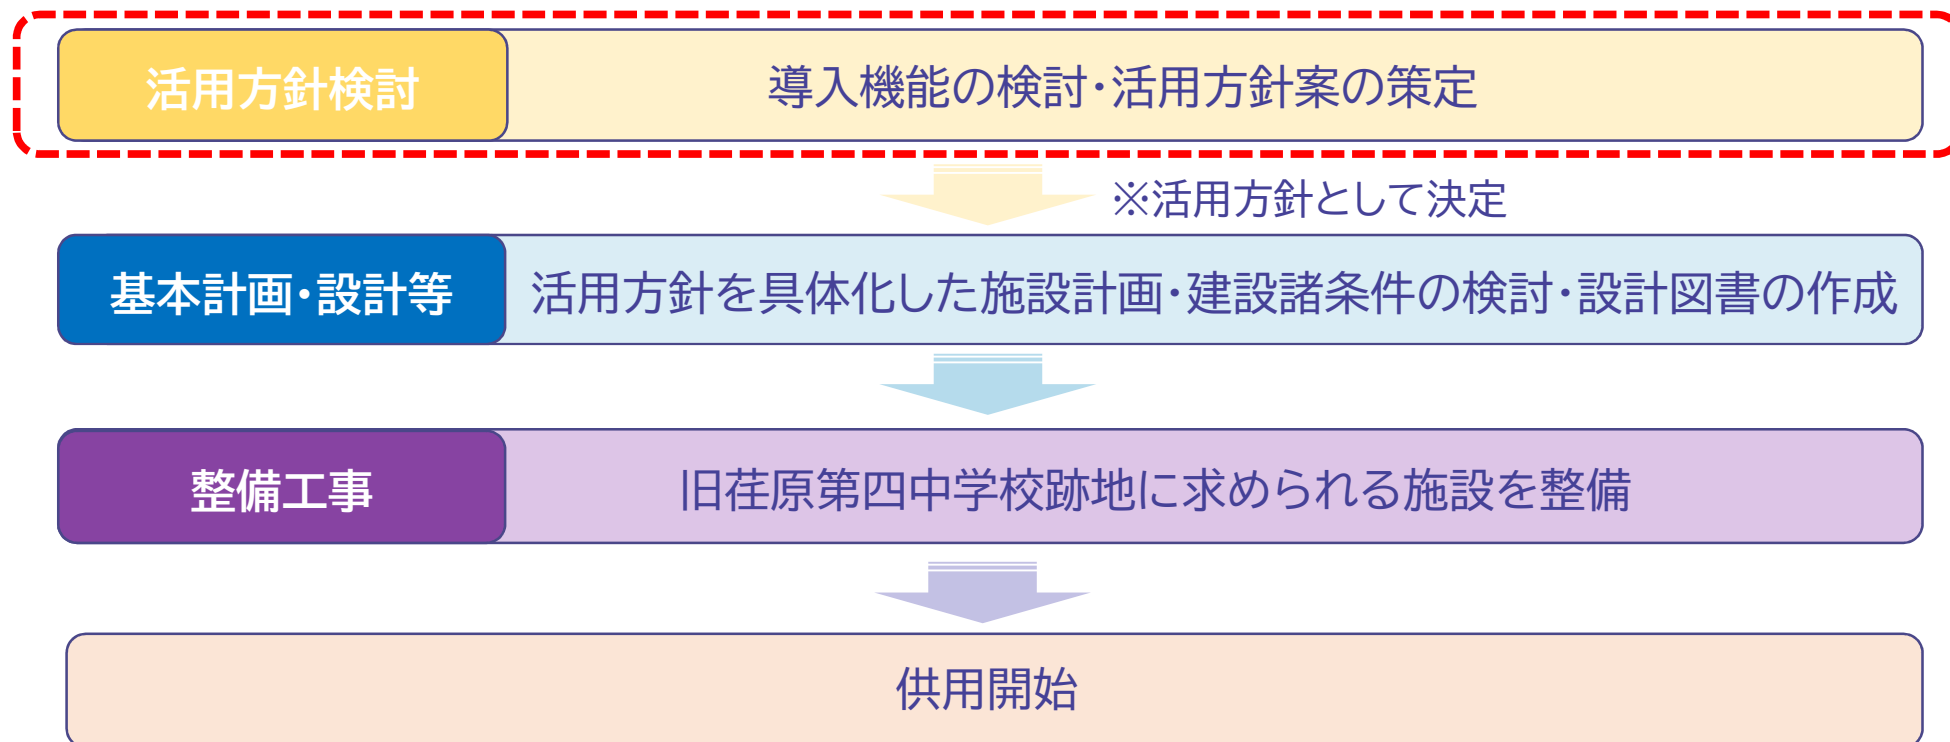 活用方針検討
導入機能の検討・活用方針案の策定
※活用方針として決定
基本計画・設計等
活用方針を具体化した施設計画・建設諸条件の検討・設計図書の作成
整備工事
旧荏原第四中学校跡地に求められる施設を整備
供用開始